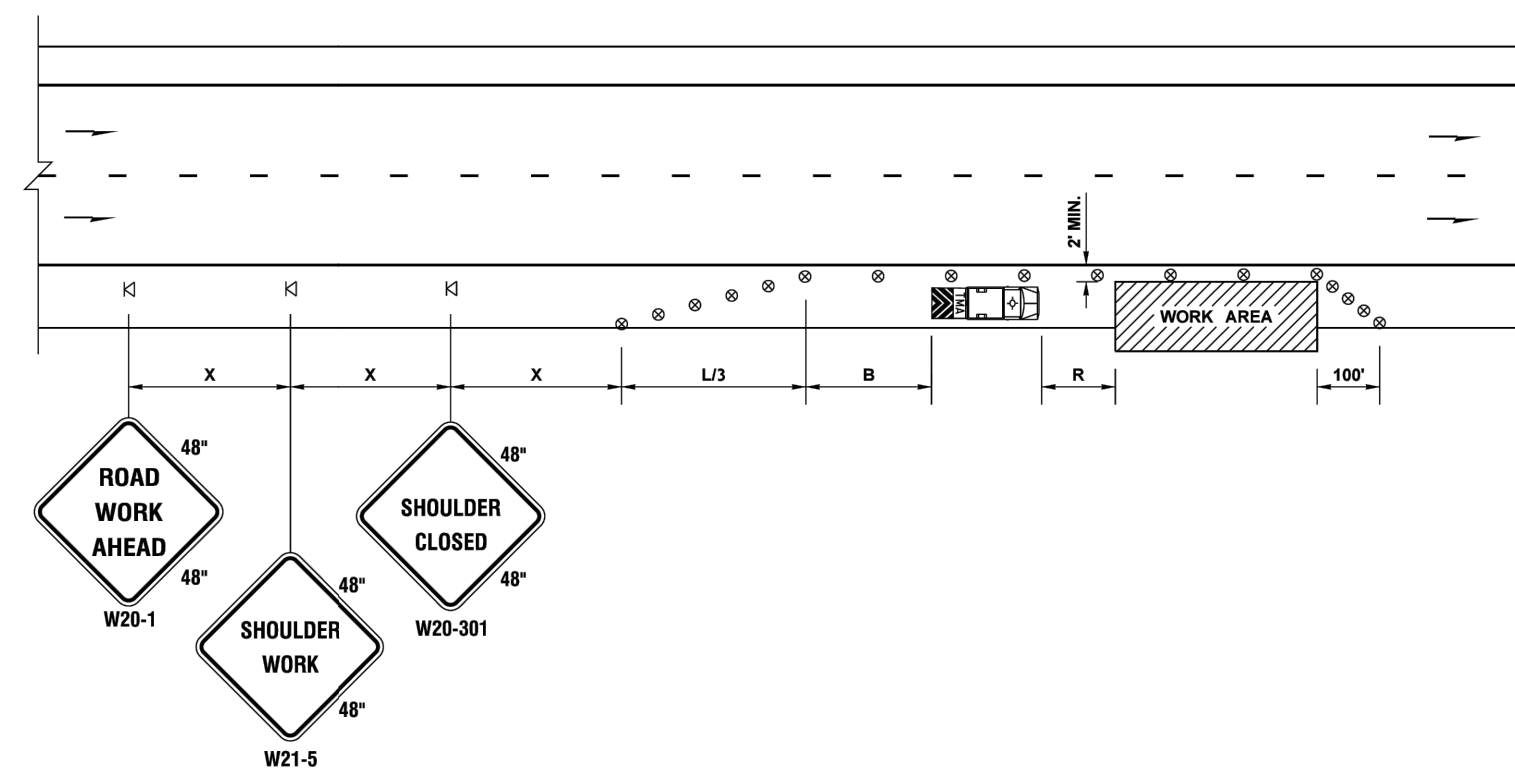 2' MIN.
TMA
WORK AREA
X
X
X
L/3
B
R
100'
ROAD
WORK
AHEAD
48"
48"
W20-1
SHOULDER
WORK
48"
48"
W21-5
SHOULDER
CLOSED
48"
48"
W20-301